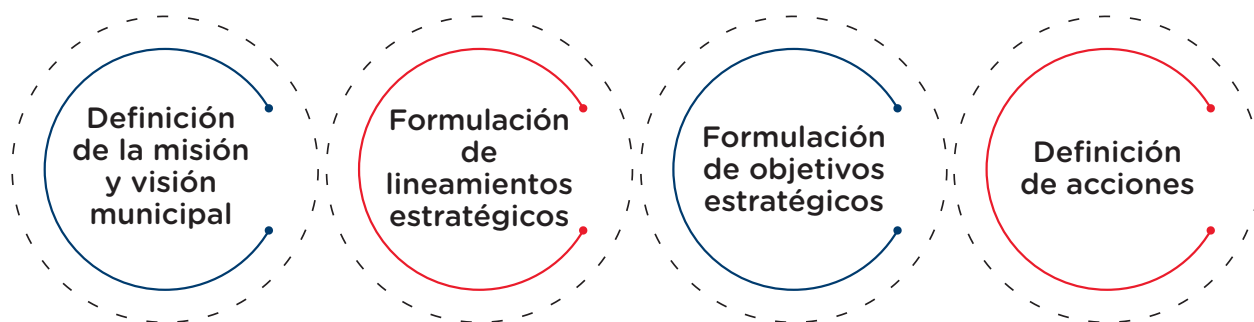 Definición
de la misión
y visión
municipal
Formulación
de
lineamientos
estratégicos
Formulación
de objetivos
estratégicos
Definición
de acciones